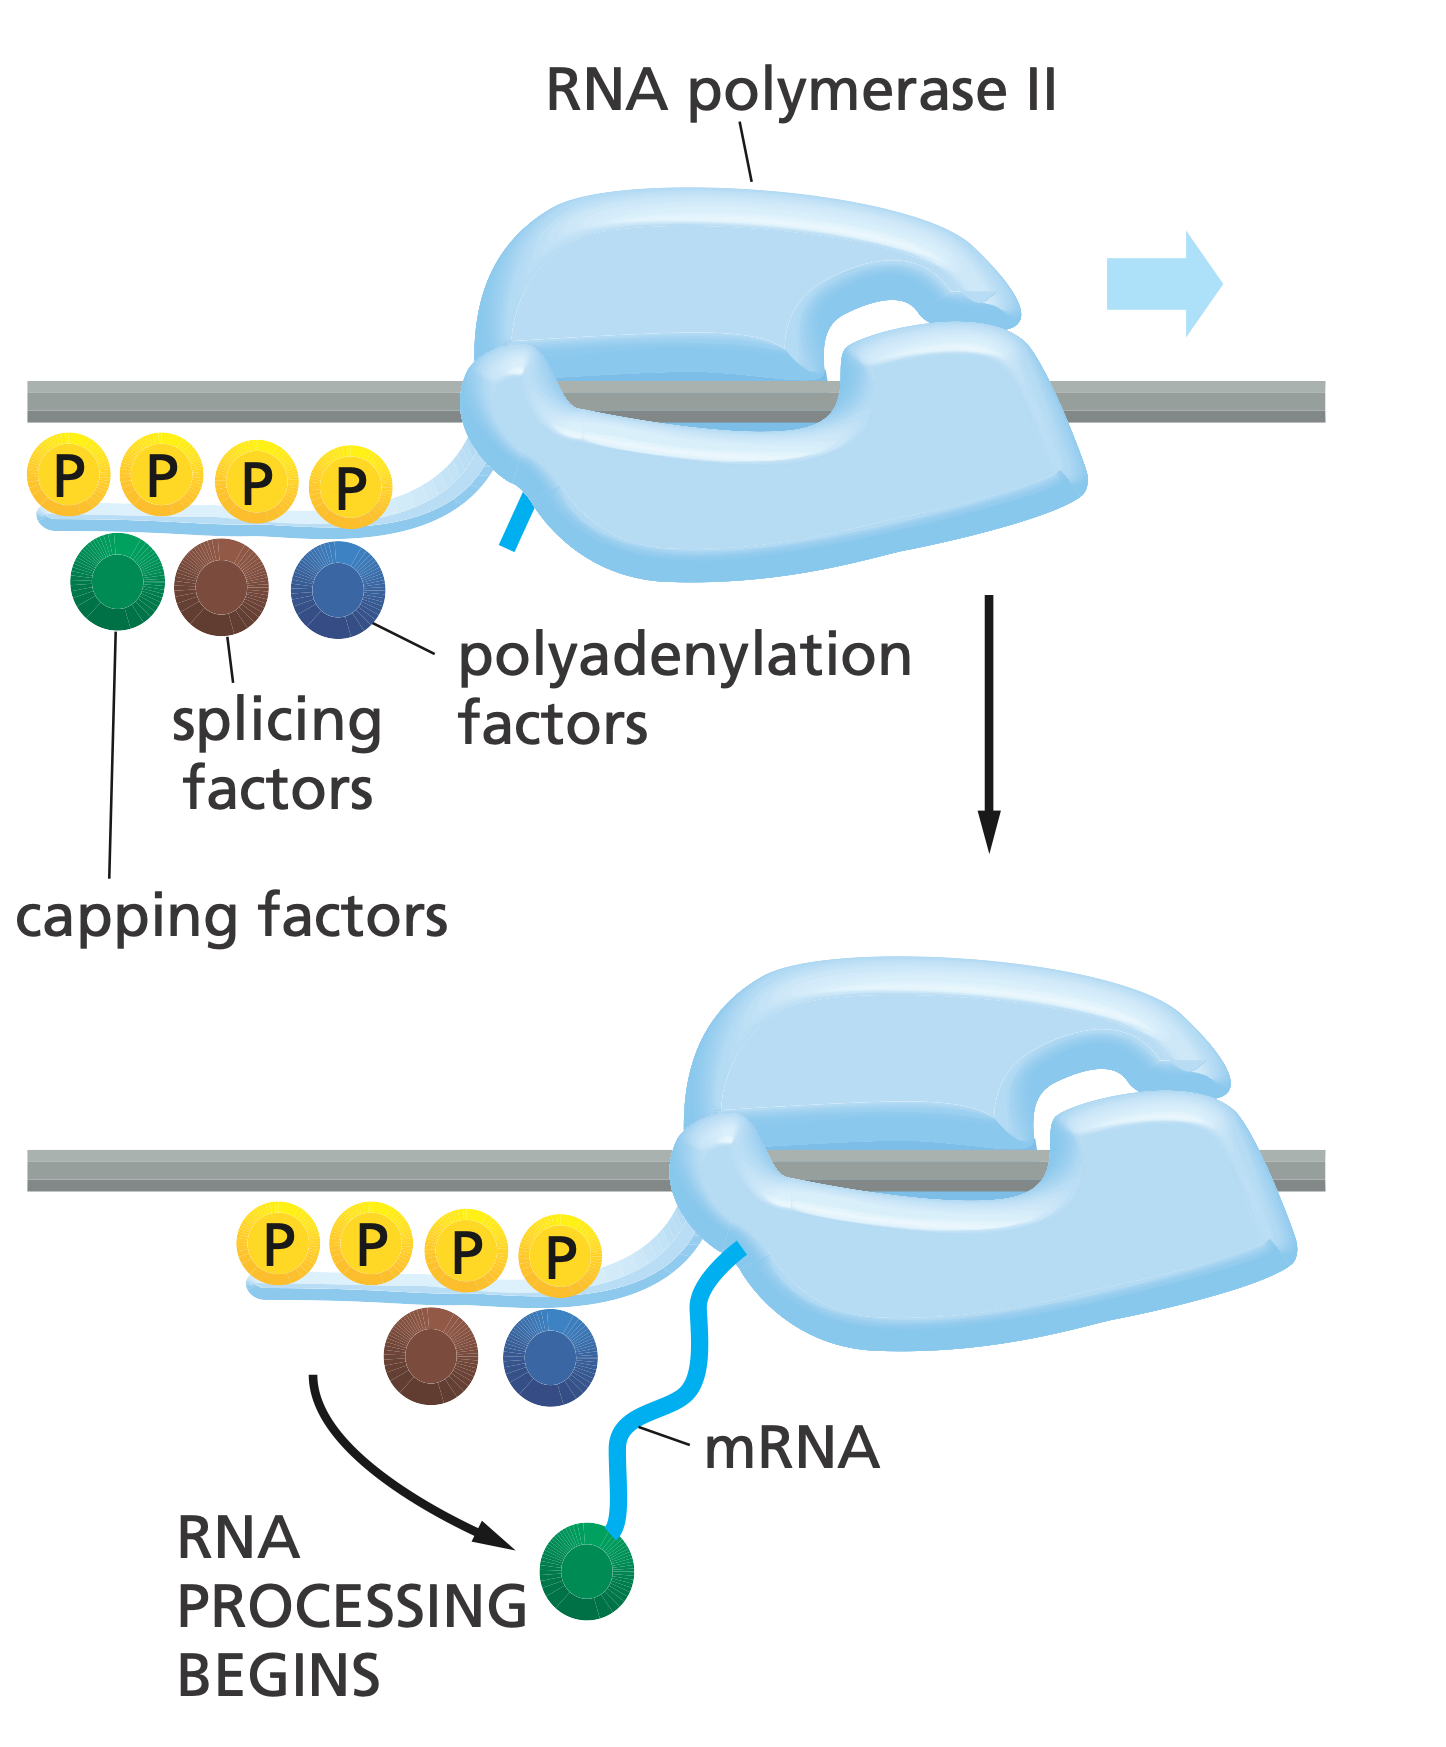 RNA polymerase II
P P P P
polyadenylation
factors
splicing
factors
capping factors
P P P P
mRNA
RNA
PROCESSING
BEGINS